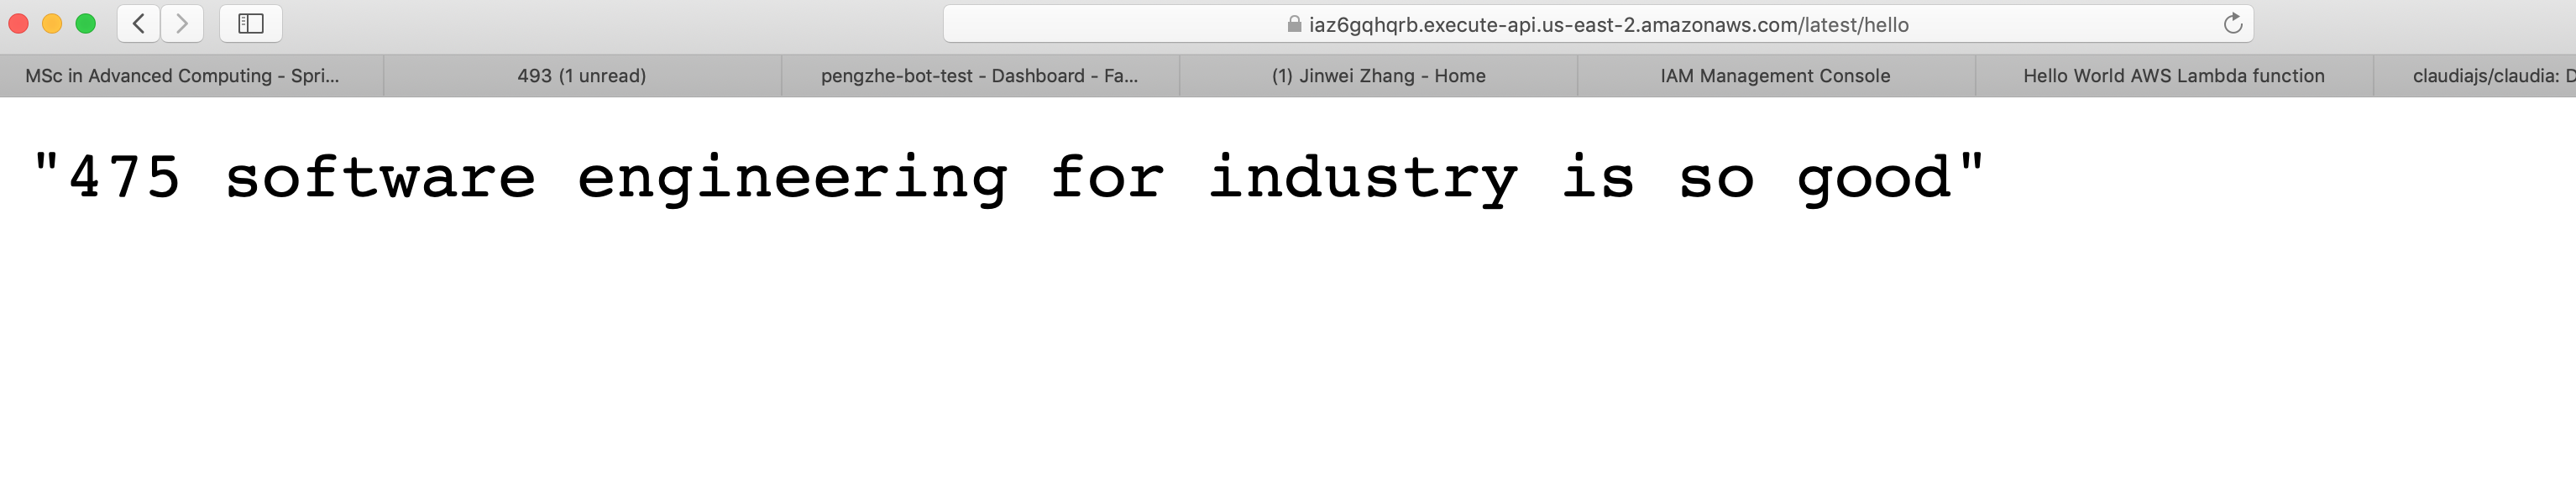 iaz6gqhqrb.execute-api.us-east-2.amazonaws.com/latest/hello
MSc in Advanced Computing - Spri... 493 (1 unread) pengzhe-bot-test - Dashboard - Fa... (1) Jinwei Zhang - Home IAM Management Console Hello World AWS Lambda function claudiajs/claudia: D
"475 software engineering for industry is so good"